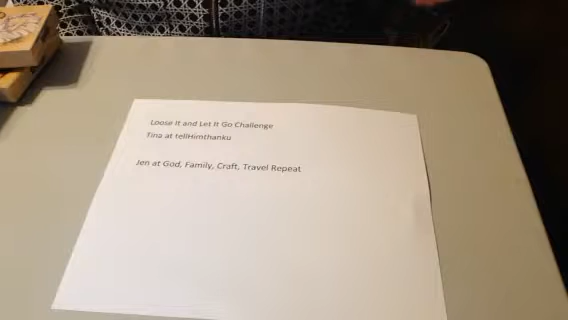 Loose It and Let It Go Challenge
Tina at tellHimthanku
Jen at God, Family, Craft, Travel Repeat